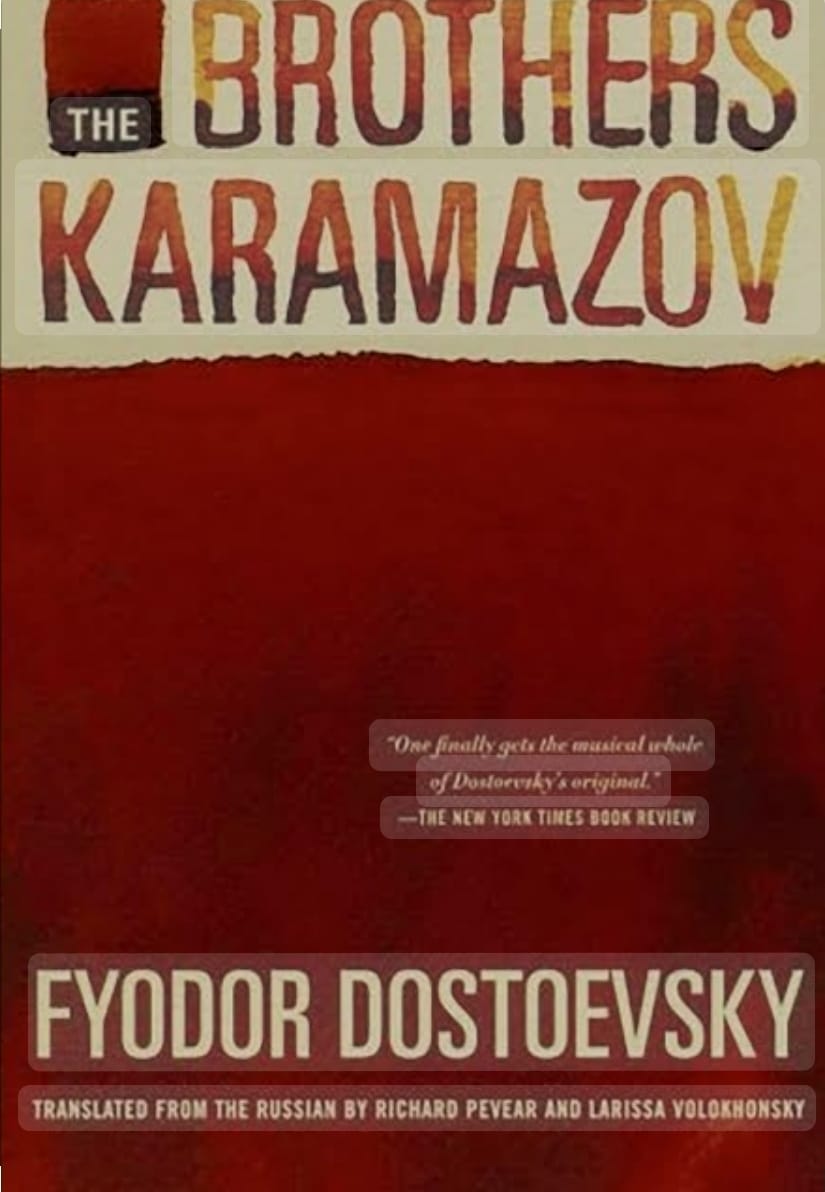 THE BROTHERS
KARAMAZOV
"One finally gets the musical whole
of Dostoevsky's original."
—THE NEW YORK TIMES BOOK REVIEW
FYODOR DOSTOEVSKY
TRANSLATED FROM THE RUSSIAN BY RICHARD PEVEAR AND LARISSA VOLOKHONSKY